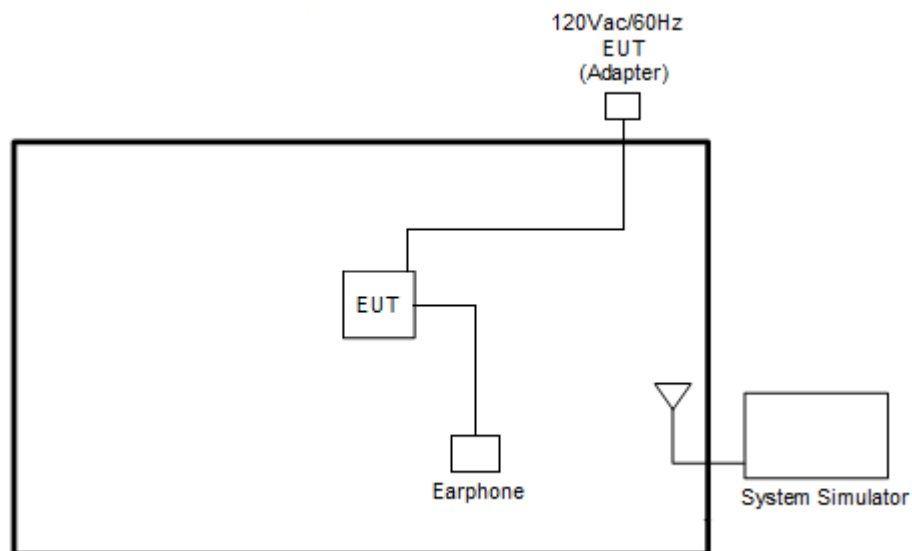 120Vac/60Hz
EUT
(Adapter)
EUT
Earphone
System Simulator